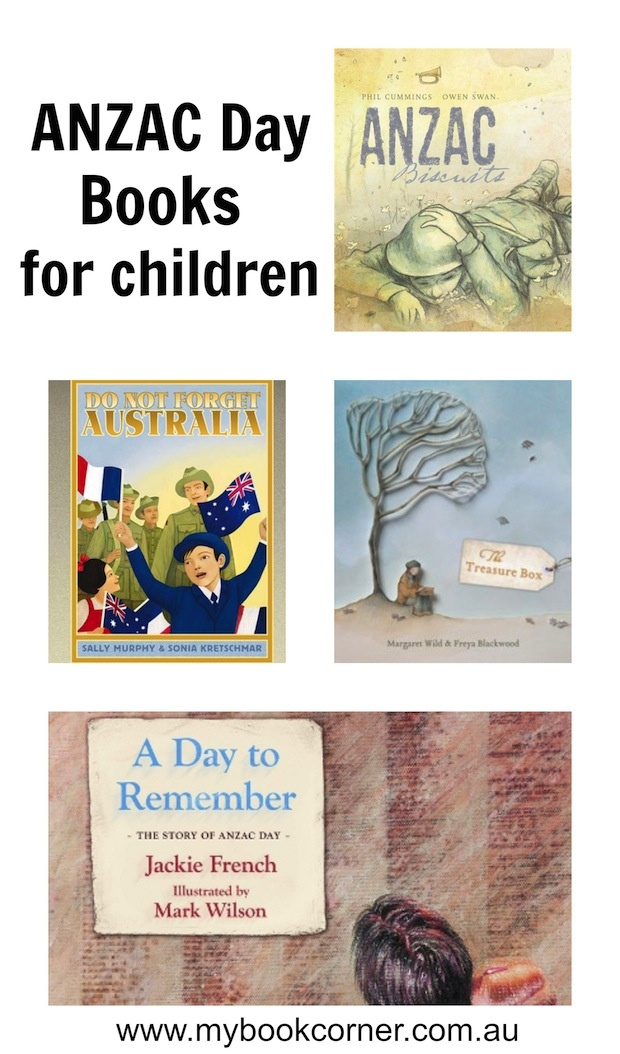 ANZAC Day
Books
for children
PHIL CUMMINGS OWEN SWAN
ANZAC
Biscuits
DO NOT FORGET
AUSTRALIA
SALLY MURPHY & SONIA KRETSCHMAR
The
Treasure Box
Margaret Wild & Freya Blackwood
A Day to
Remember
~ THE STORY OF ANZAC DAY ~
Jackie French
Illustrated by
Mark Wilson
www.mybookcorner.com.au